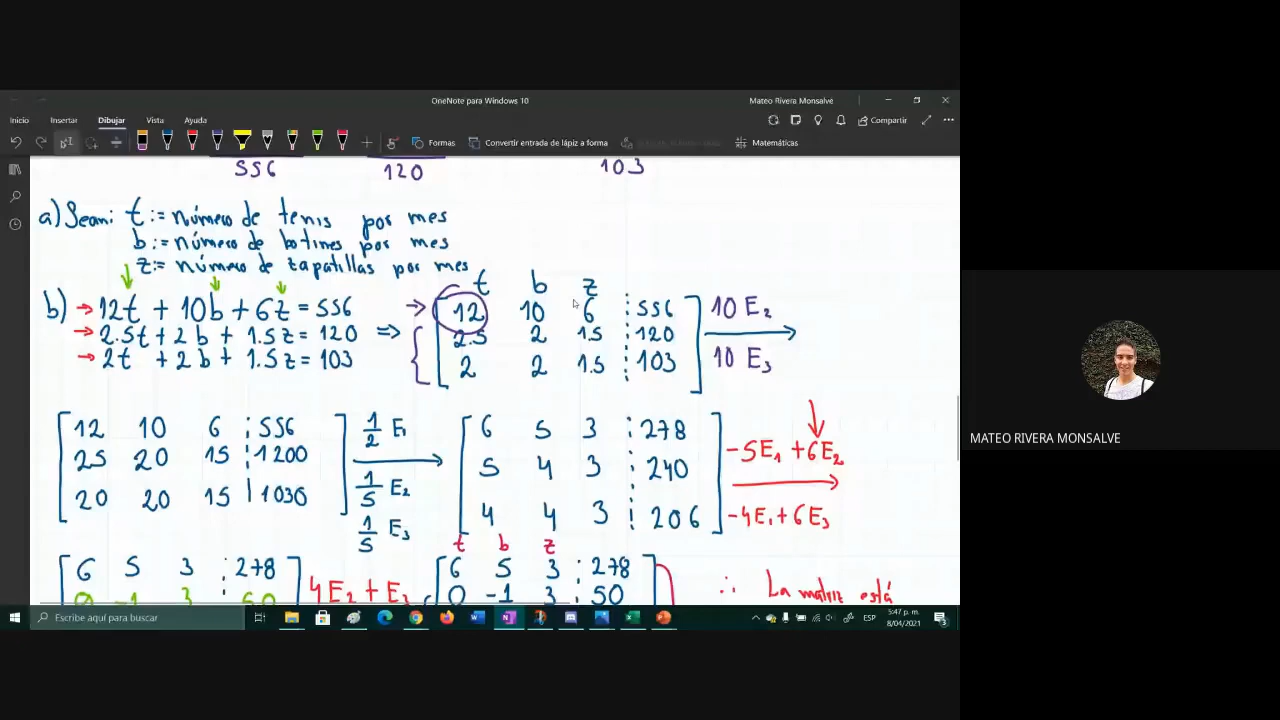 OneNote para Windows 10
Mateo Rivera Monsalve
Inicio Insertar Dibujar Vista Ayuda
Compartir
Formas Convertir entrada de lápiz a forma Matemáticas
556 120 103
a) Sean: t := número de tenis por mes
b := número de botines por mes
z := número de zapatillas por mes
t b z
b) → 12t + 10b + 6z = 556 → 12 10 6 ⋮ 556 10 E₂
→ 2.5t + 2b + 1.5z = 120 ⇒ 2.5 2 1.5 ⋮ 120
→ 2t + 2b + 1.5z = 103 2 2 1.5 ⋮ 103 10 E₃
12 10 6 ⋮ 556 1/2 E₁ 6 5 3 ⋮ 278 -5E₁ + 6E₂
25 20 15 ⋮ 1200 1/5 E₂ 5 4 3 ⋮ 240
20 20 15 ⋮ 1030 1/5 E₃ 4 4 3 ⋮ 206 -4E₁ + 6E₃
t b z
6 5 3 ⋮ 278 4E₂ + E₃ 6 5 3 ⋮ 278 ∴ La matriz está
0 -1 3 ⋮ 50
MATEO RIVERA MONSALVE
Escribe aquí para buscar
ESP
5:47 p. m.
8/04/2021